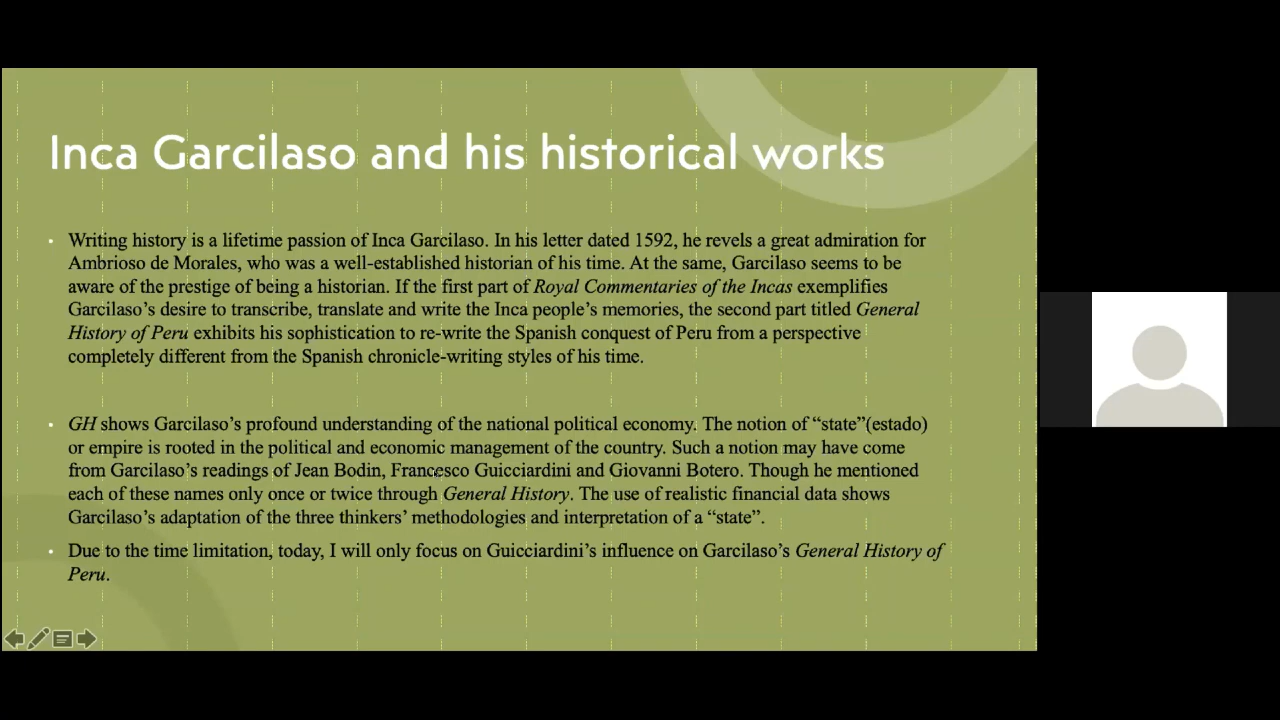 Inca Garcilaso and his historical works
• Writing history is a lifetime passion of Inca Garcilaso. In his letter dated 1592, he revels a great admiration for
Ambrioso de Morales, who was a well-established historian of his time. At the same, Garcilaso seems to be
aware of the prestige of being a historian. If the first part of Royal Commentaries of the Incas exemplifies
Garcilaso’s desire to transcribe, translate and write the Inca people’s memories, the second part titled General
History of Peru exhibits his sophistication to re-write the Spanish conquest of Peru from a perspective
completely different from the Spanish chronicle-writing styles of his time.
• GH shows Garcilaso’s profound understanding of the national political economy. The notion of “state”(estado)
or empire is rooted in the political and economic management of the country. Such a notion may have come
from Garcilaso’s readings of Jean Bodin, Francesco Guicciardini and Giovanni Botero. Though he mentioned
each of these names only once or twice through General History. The use of realistic financial data shows
Garcilaso’s adaptation of the three thinkers’ methodologies and interpretation of a “state”.
• Due to the time limitation, today, I will only focus on Guicciardini’s influence on Garcilaso’s General History of
Peru.